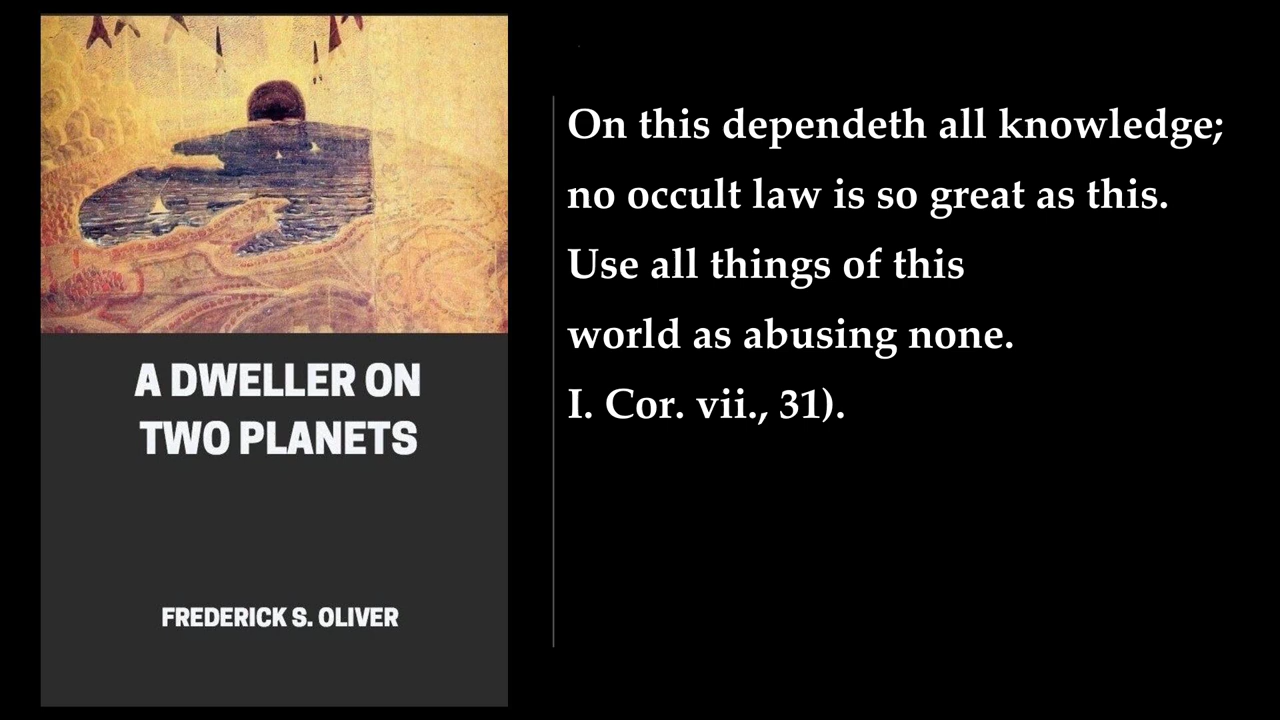 A DWELLER ON
TWO PLANETS
FREDERICK S. OLIVER
On this dependeth all knowledge;
no occult law is so great as this.
Use all things of this
world as abusing none.
I. Cor. vii., 31).